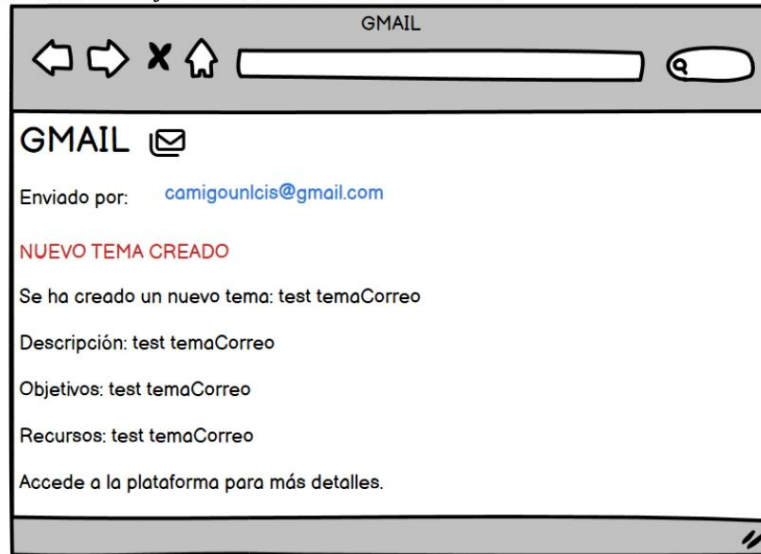 GMAIL
GMAIL
Enviado por: camigounlcis@gmail.com
NUEVO TEMA CREADO
Se ha creado un nuevo tema: test temaCorreo
Descripción: test temaCorreo
Objetivos: test temaCorreo
Recursos: test temaCorreo
Accede a la plataforma para más detalles.